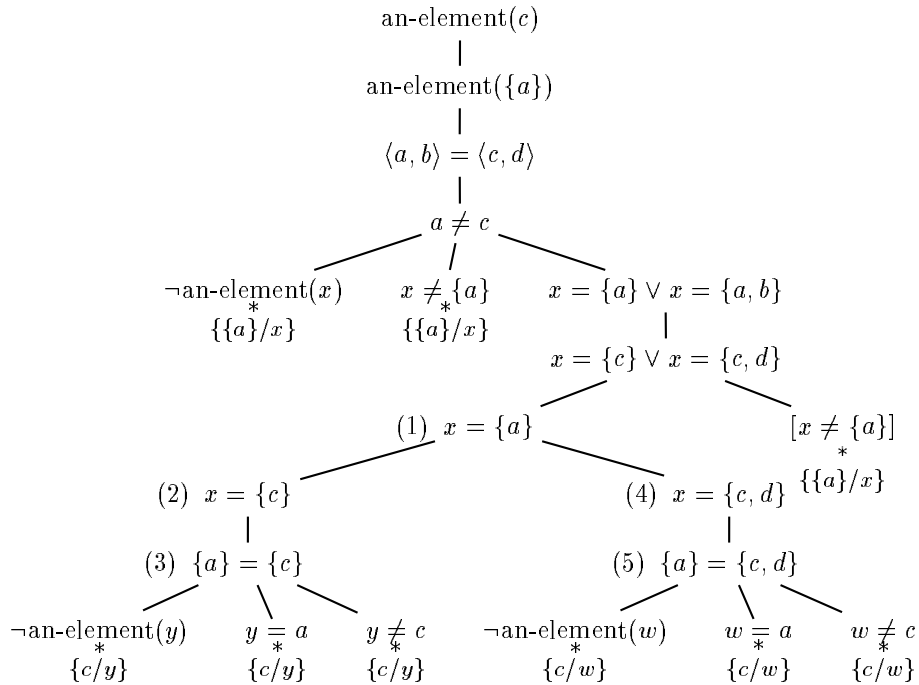 an-element(c)
an-element({a})
⟨a, b⟩ = ⟨c, d⟩
a ≠ c
¬an-element(x) x ≠ {a} x = {a} ∨ x = {a, b}
* *
{{a}/x} {{a}/x}
x = {c} ∨ x = {c, d}
(1) x = {a} [x ≠ {a}]
*
{{a}/x}
(2) x = {c} (4) x = {c, d}
(3) {a} = {c} (5) {a} = {c, d}
¬an-element(y) y = a y ≠ c ¬an-element(w) w = a w ≠ c
* * * * * *
{c/y} {c/y} {c/y} {c/w} {c/w} {c/w}